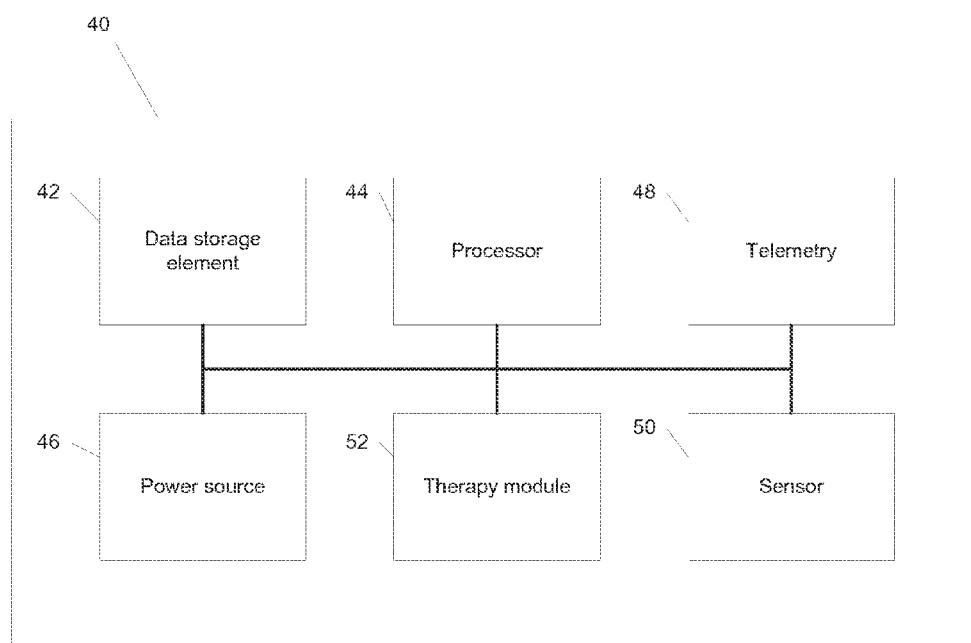 40
42
Data storage
element
44
Processor
48
Telemetry
46
Power source
52
Therapy module
50
Sensor